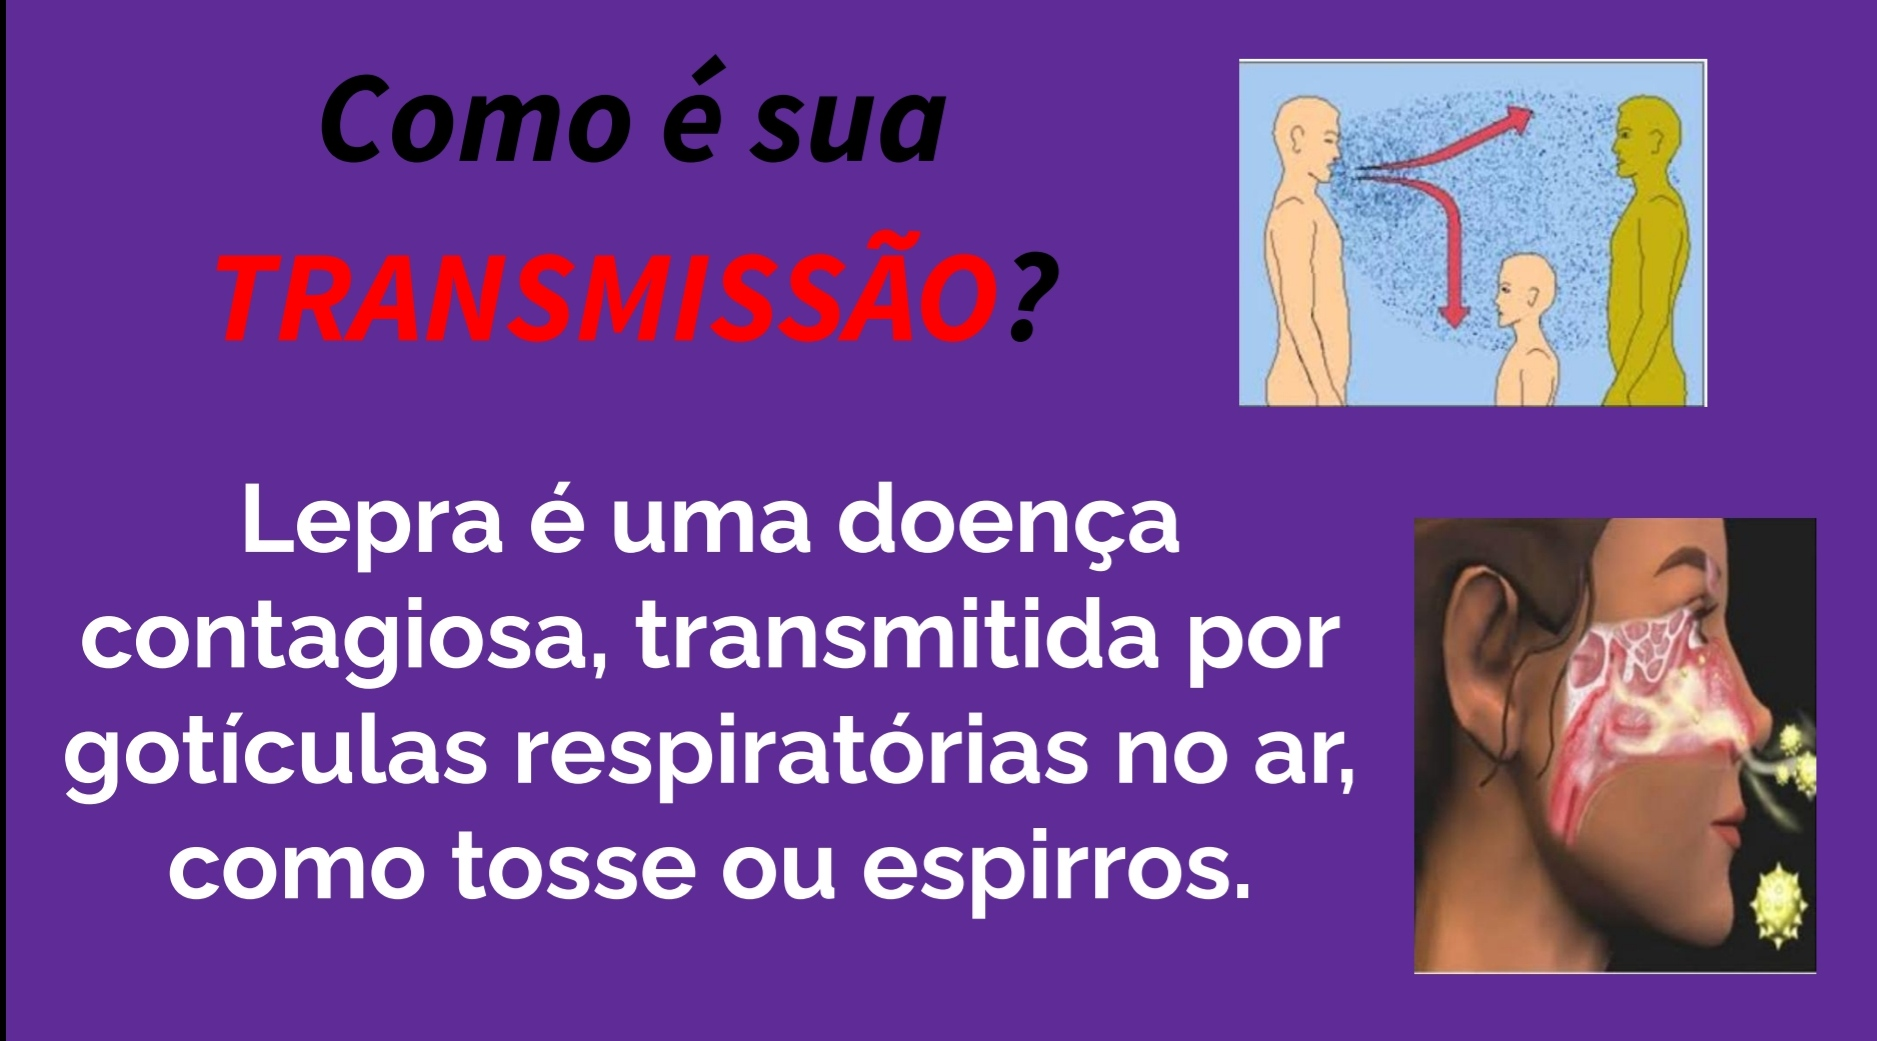 Como é sua
TRANSMISSÃO?
Lepra é uma doença
contagiosa, transmitida por
gotículas respiratórias no ar,
como tosse ou espirros.